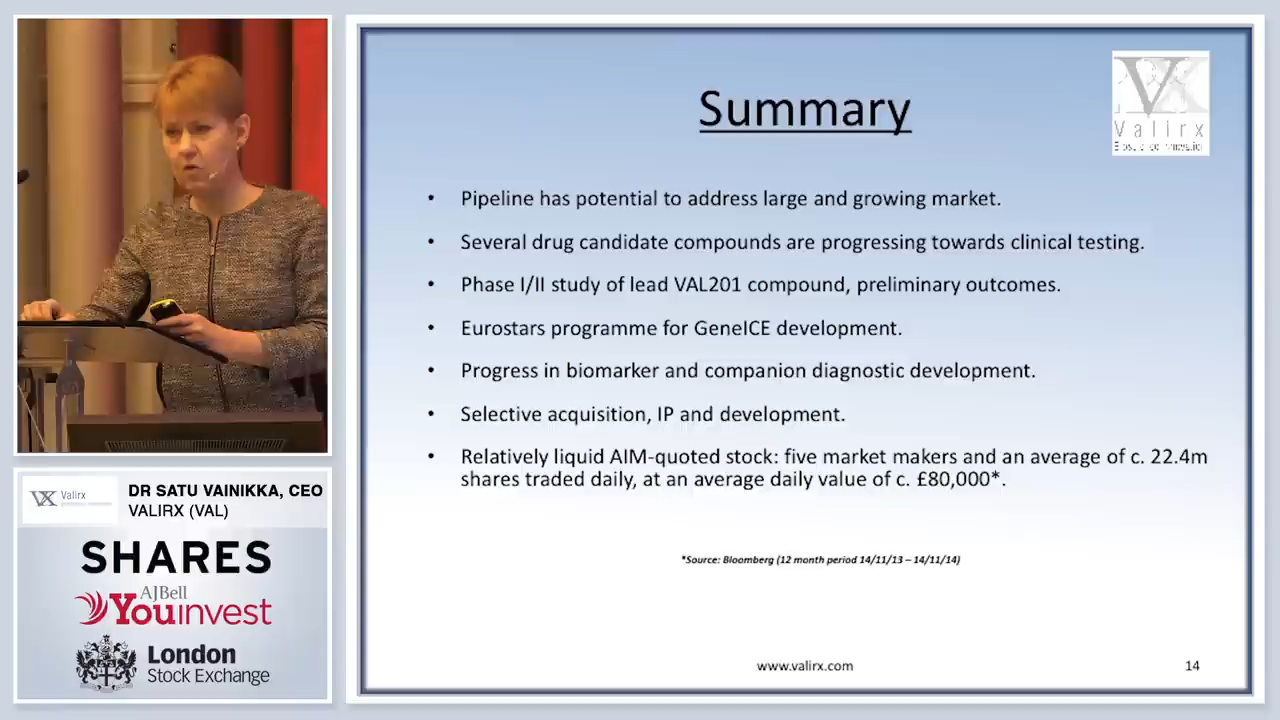 Summary
Valirx
• Pipeline has potential to address large and growing market.
• Several drug candidate compounds are progressing towards clinical testing.
• Phase I/II study of lead VAL201 compound, preliminary outcomes.
• Eurostars programme for GeneICE development.
• Progress in biomarker and companion diagnostic development.
• Selective acquisition, IP and development.
• Relatively liquid AIM-quoted stock: five market makers and an average of c. 22.4m
shares traded daily, at an average daily value of c. £80,000*.
*Source: Bloomberg (12 month period 14/11/13 – 14/11/14)
www.valirx.com
14
Valirx
DR SATU VAINIKKA, CEO
VALIRX (VAL)
SHARES
AJBell
Youinvest
London
Stock Exchange